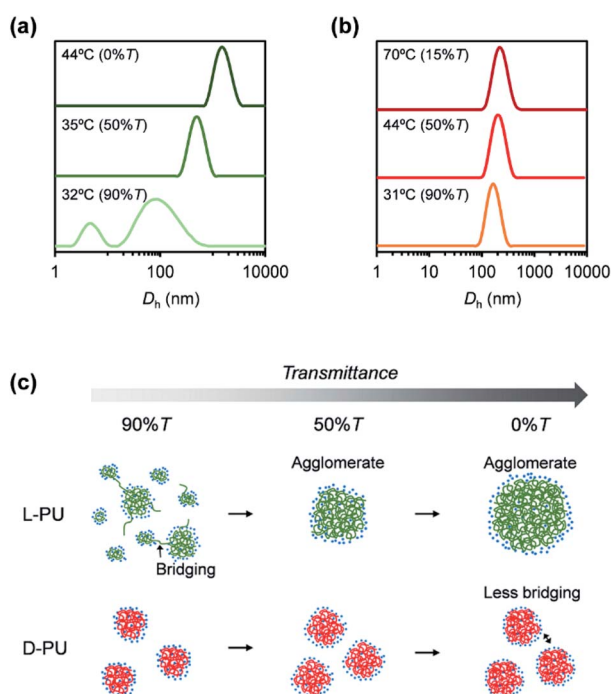 (a)
44ºC (0%T)
35ºC (50%T)
32ºC (90%T)
1 100 10000
Dh (nm)
(b)
70ºC (15%T)
44ºC (50%T)
31ºC (90%T)
1 10 100 1000 10000
Dh (nm)
(c)
Transmittance
90%T 50%T 0%T
Agglomerate Agglomerate
L-PU
Bridging
Less bridging
D-PU